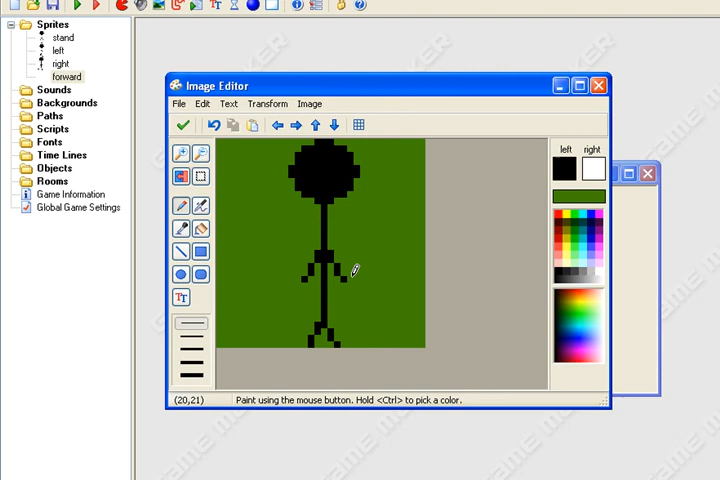 Sprites
stand
left
right
forward
Sounds
Backgrounds
Paths
Scripts
Fonts
Time Lines
Objects
Rooms
Game Information
Global Game Settings
Image Editor
File Edit Text Transform Image
left right
(20,21) Paint using the mouse button. Hold <Ctrl> to pick a color.